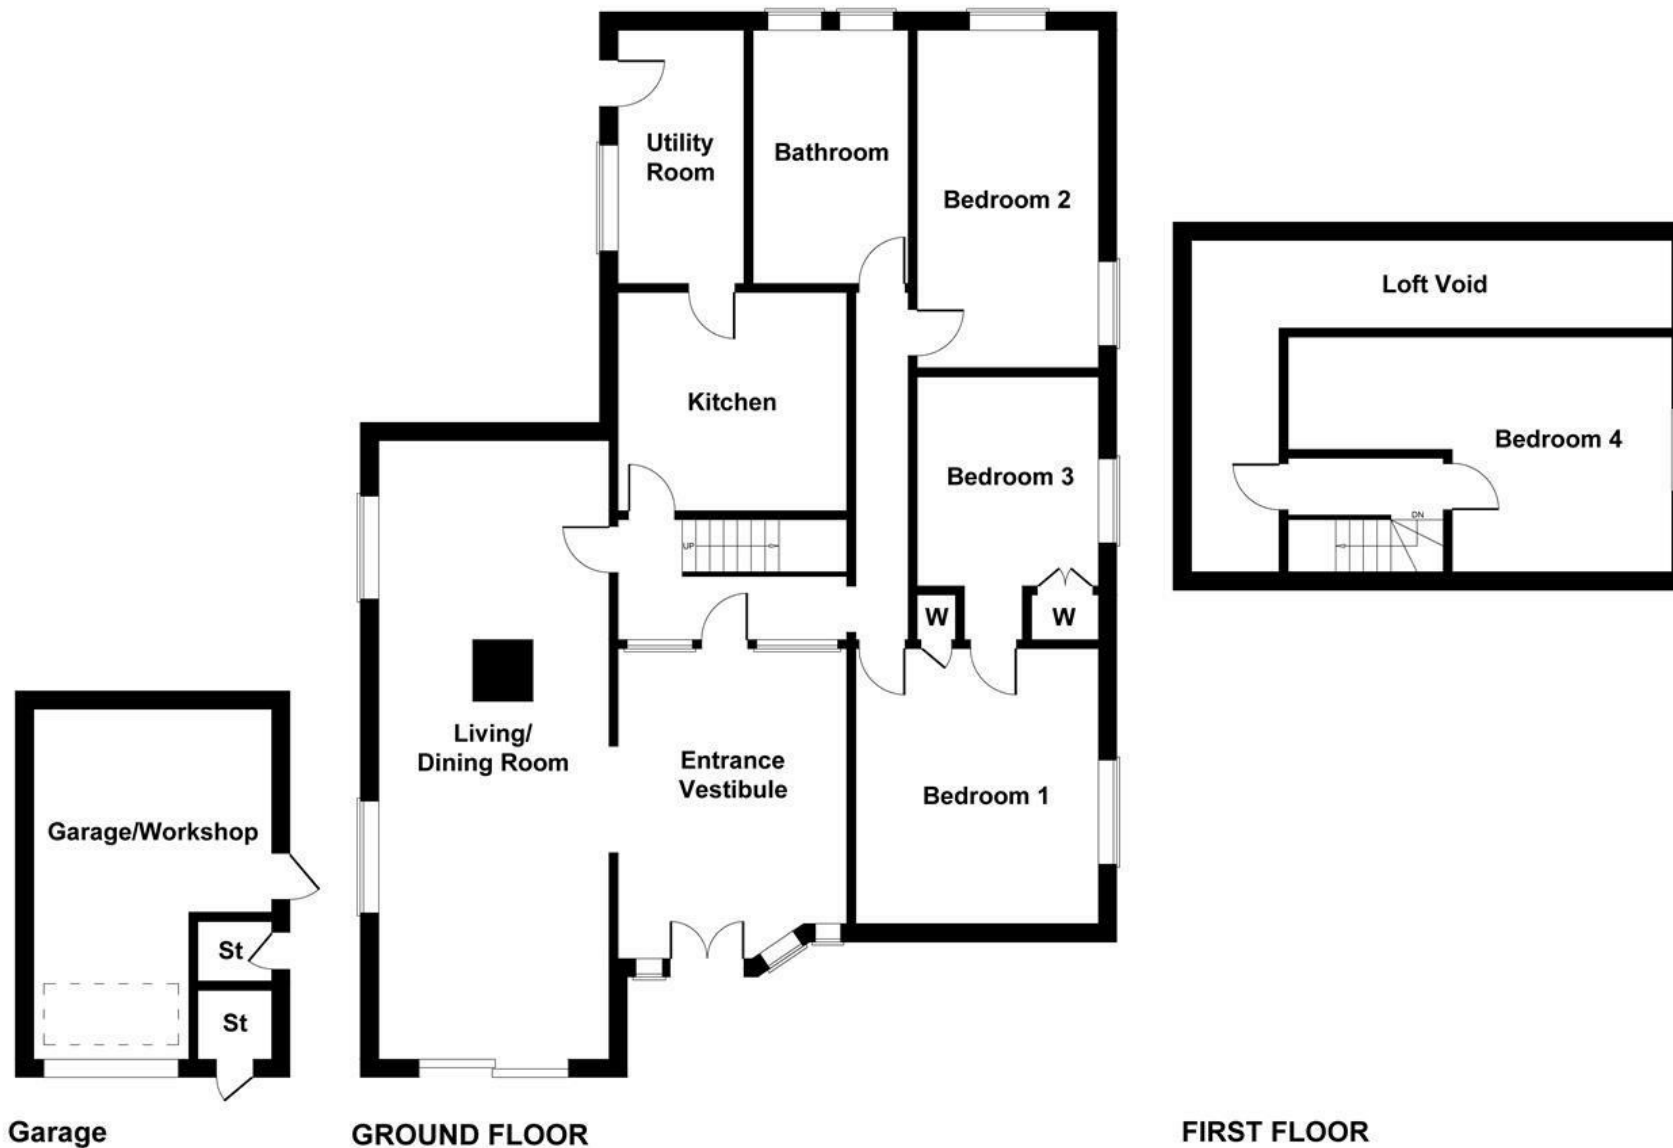 Utility
Room
Bathroom
Bedroom 2
Loft Void
Kitchen
Bedroom 4
Bedroom 3
UP
DN
W
W
Living/
Dining Room
Entrance
Vestibule
Bedroom 1
Garage/Workshop
St
St
Garage
GROUND FLOOR
FIRST FLOOR